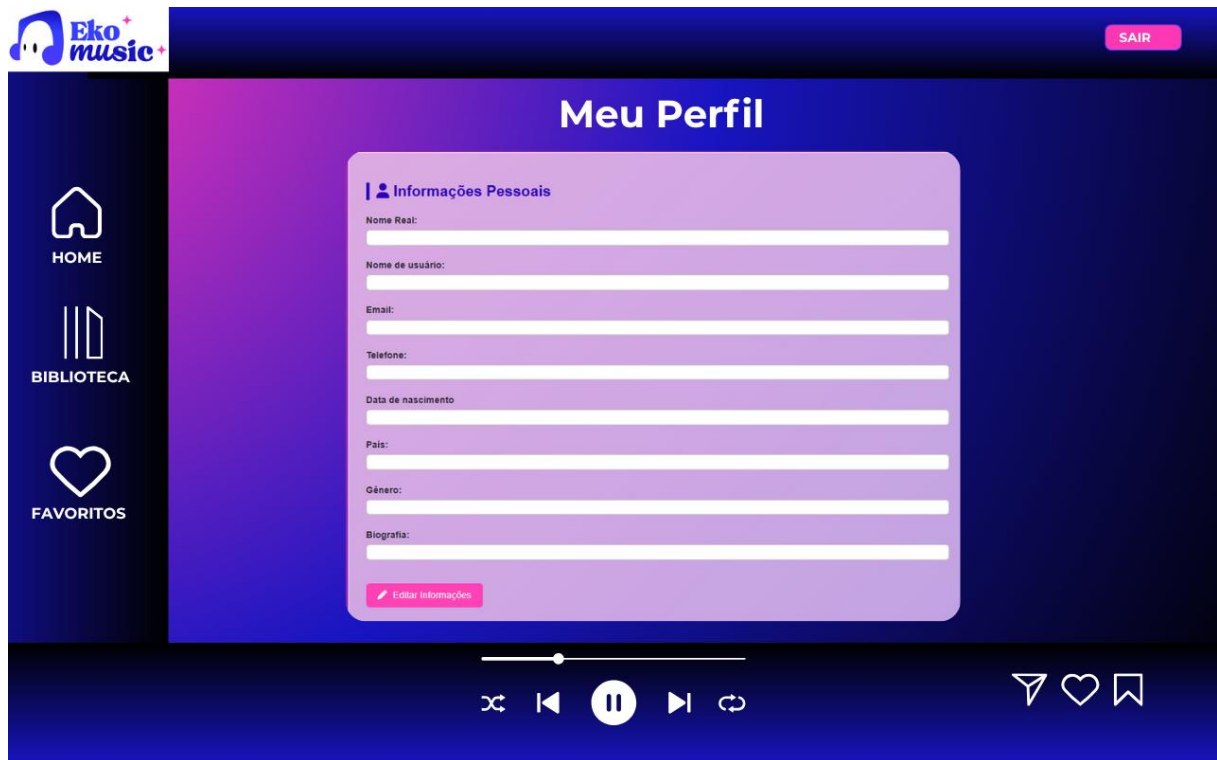 Eko
music
SAIR
Meu Perfil
Informações Pessoais
Nome Real:
Nome de usuário:
Email:
Telefone:
Data de nascimento
País:
Gênero:
Biografia:
Editar Informações
HOME
BIBLIOTECA
FAVORITOS